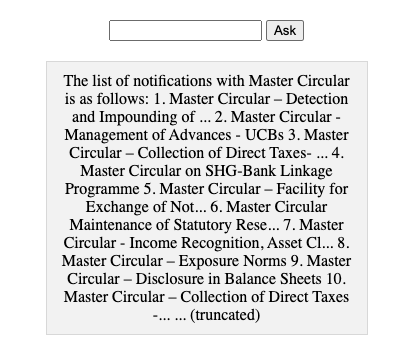 Ask
The list of notifications with Master Circular
is as follows: 1. Master Circular – Detection
and Impounding of ... 2. Master Circular -
Management of Advances - UCBs 3. Master
Circular – Collection of Direct Taxes- ... 4.
Master Circular on SHG-Bank Linkage
Programme 5. Master Circular – Facility for
Exchange of Not... 6. Master Circular
Maintenance of Statutory Rese... 7. Master
Circular - Income Recognition, Asset Cl... 8.
Master Circular – Exposure Norms 9. Master
Circular – Disclosure in Balance Sheets 10.
Master Circular – Collection of Direct Taxes
-... ... (truncated)